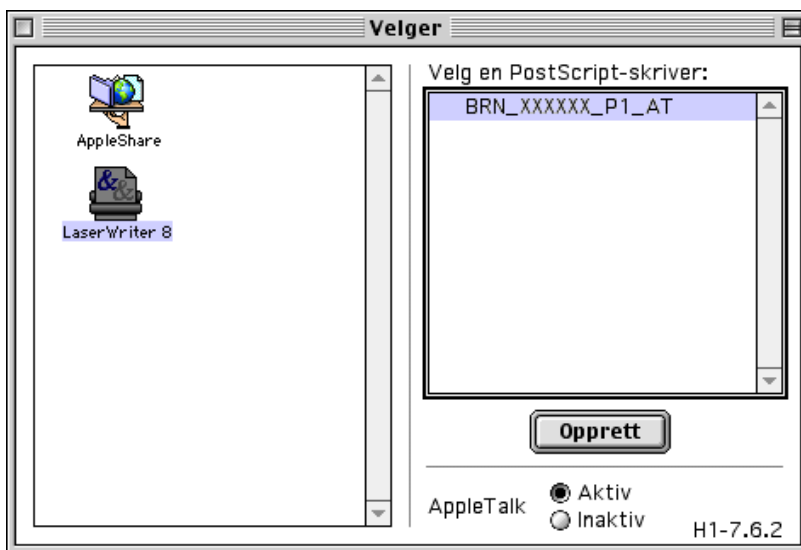 Velger
AppleShare
LaserWriter 8
Velg en PostScript-skriver:
BRN_XXXXXX_P1_AT
Opprett
AppleTalk
Aktiv
Inaktiv
H1-7.6.2